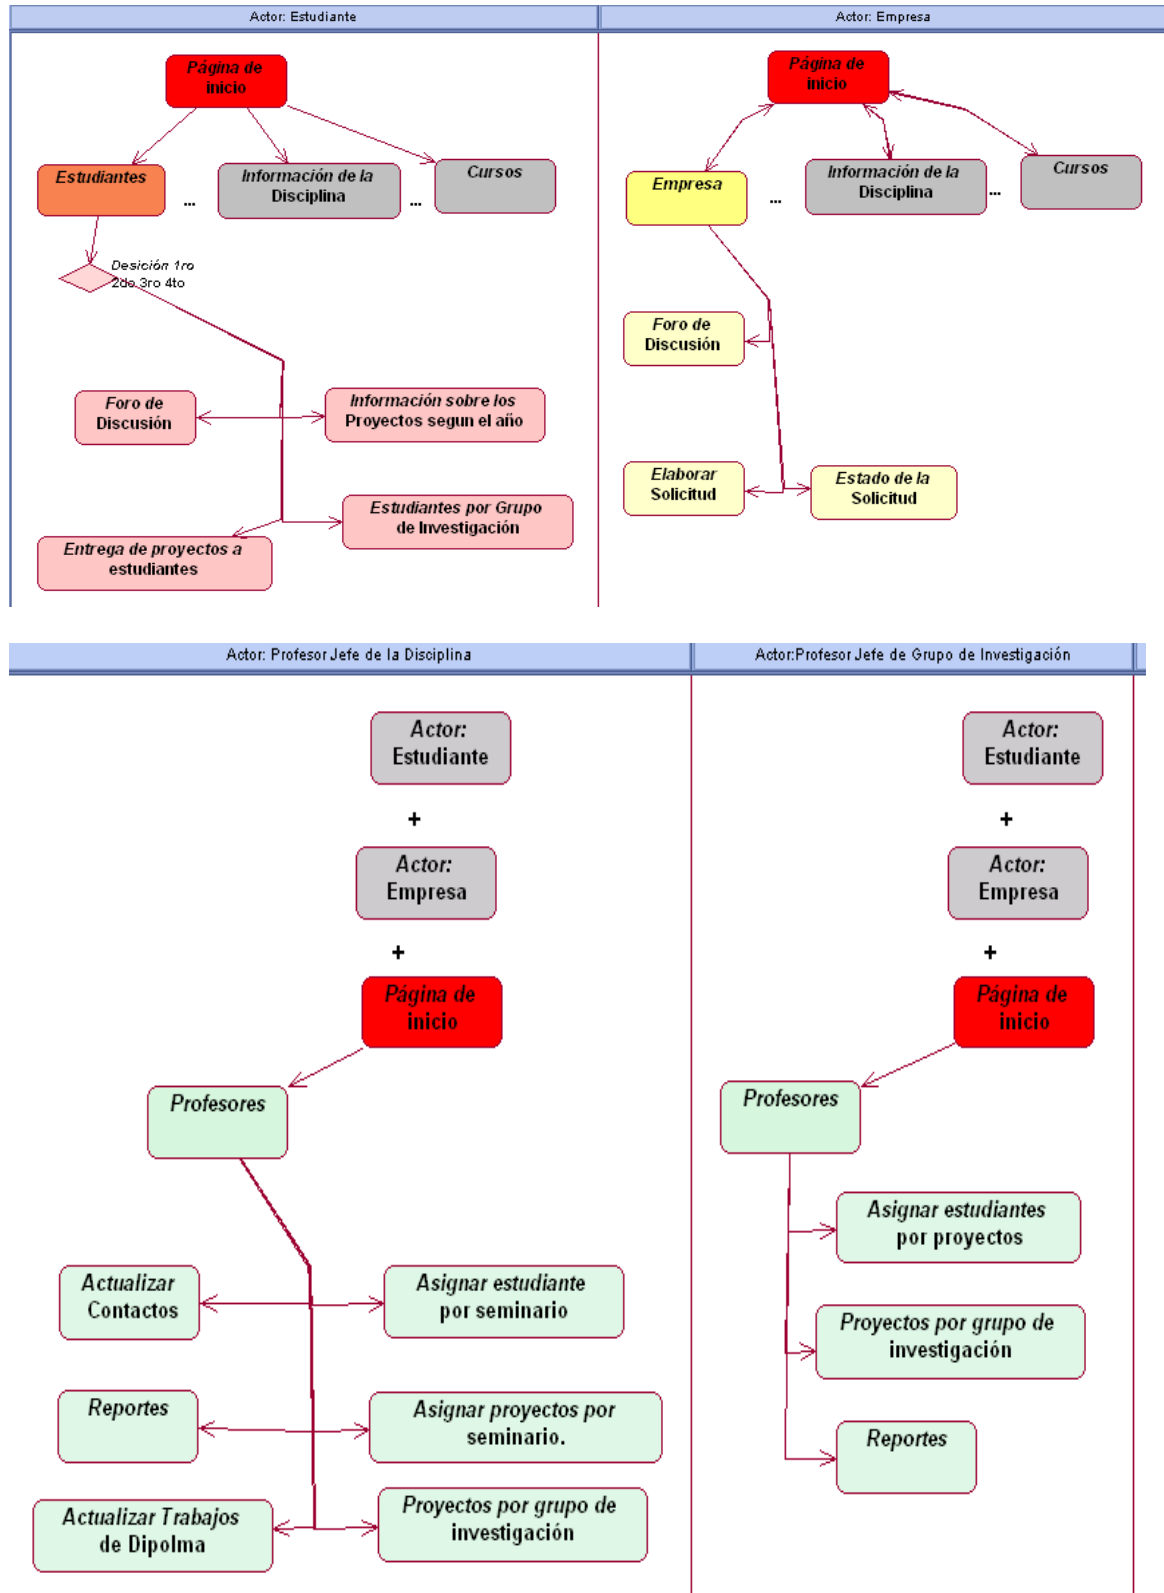 Actor: Estudiante
Página de
inicio
Estudiantes
...
Información de la
Disciplina
...
Cursos
Desición 1ro
2do 3ro 4to
Foro de
Discusión
Información sobre los
Proyectos segun el año
Estudiantes por Grupo
de Investigación
Entrega de proyectos a
estudiantes
Actor: Empresa
Página de
inicio
Empresa
...
Información de la
Disciplina
...
Cursos
Foro de
Discusión
Elaborar
Solicitud
Estado de la
Solicitud
Actor: Profesor Jefe de la Disciplina
Actor:
Estudiante
+
Actor:
Empresa
+
Página de
inicio
Profesores
Actualizar
Contactos
Asignar estudiante
por seminario
Reportes
Asignar proyectos por
seminario.
Actualizar Trabajos
de Dipolma
Proyectos por grupo de
investigación
Actor:Profesor Jefe de Grupo de Investigación
Actor:
Estudiante
+
Actor:
Empresa
+
Página de
inicio
Profesores
Asignar estudiantes
por proyectos
Proyectos por grupo de
investigación
Reportes